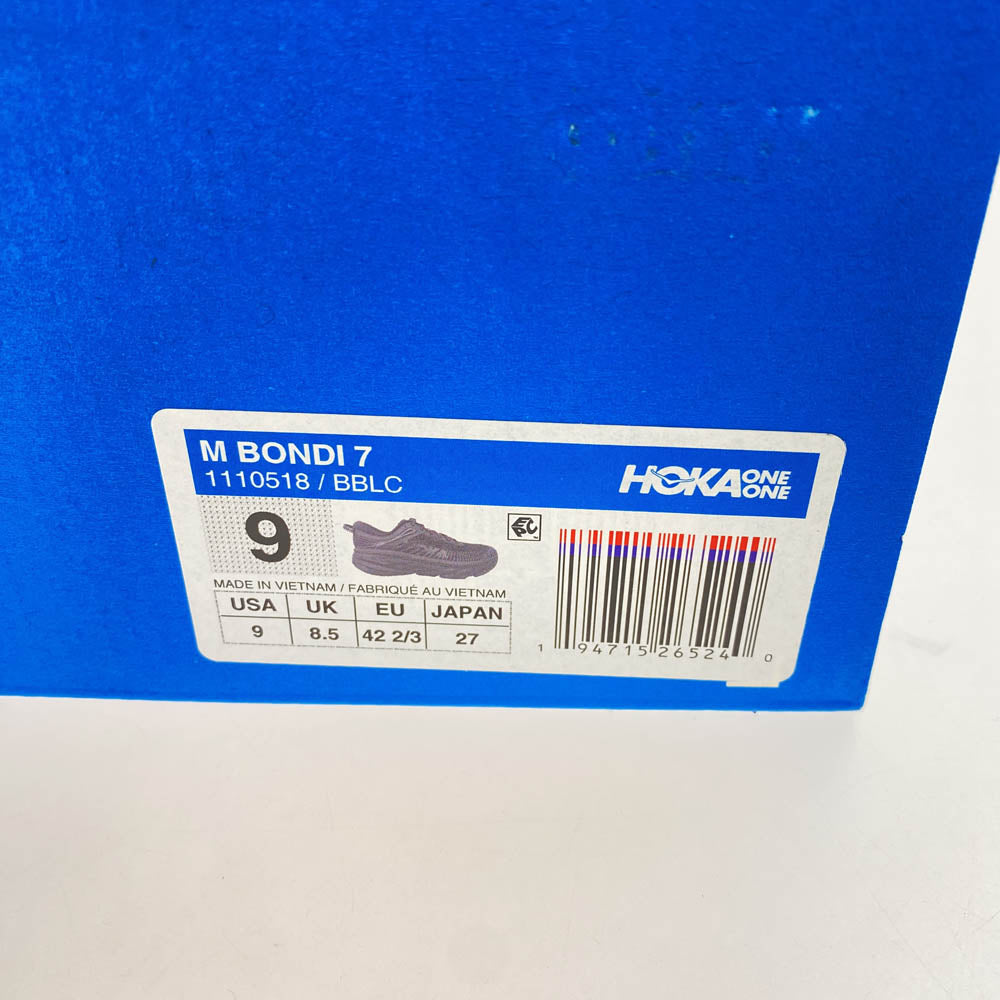 M BONDI 7
1110518 / BBLC
HOKA ONE ONE
9
EPC
MADE IN VIETNAM / FABRIQUÉ AU VIETNAM
USA UK EU JAPAN
9 8.5 42 2/3 27
1 94715 26524 0